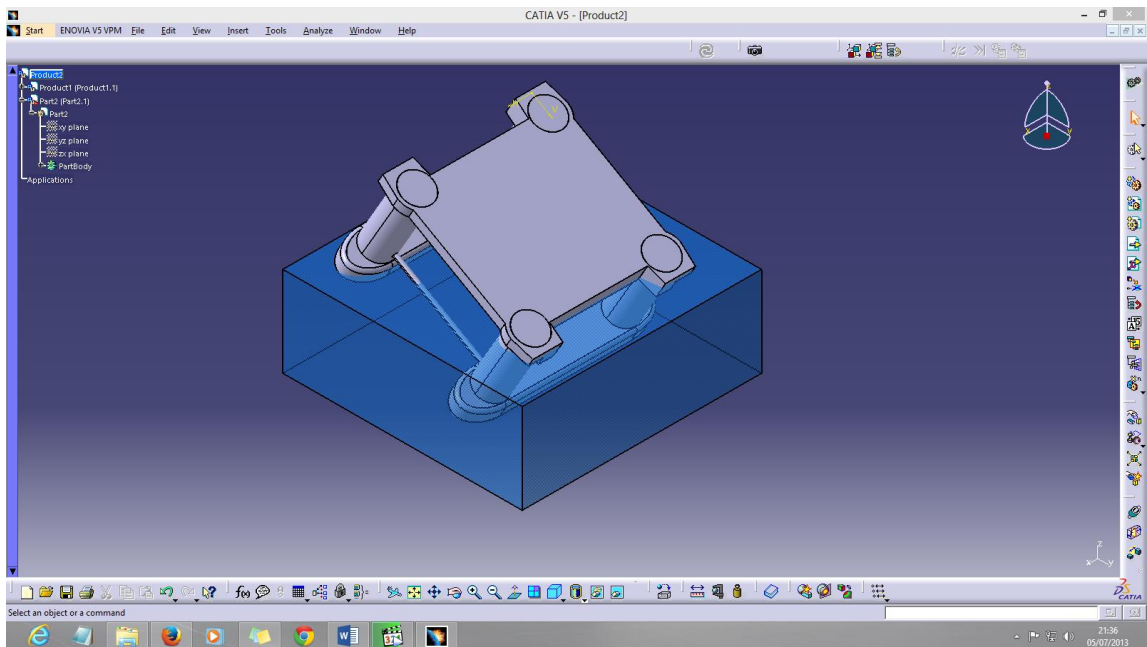 CATIA V5 - [Product2]
Start ENOVIA V5 VPM File Edit View Insert Tools Analyze Window Help
Product2
Product1 (Product1.1)
Part2 (Part2.1)
Part2
xy plane
yz plane
zx plane
PartBody
Applications
z
x y
CATIA
Select an object or a command
21:36
05/07/2013